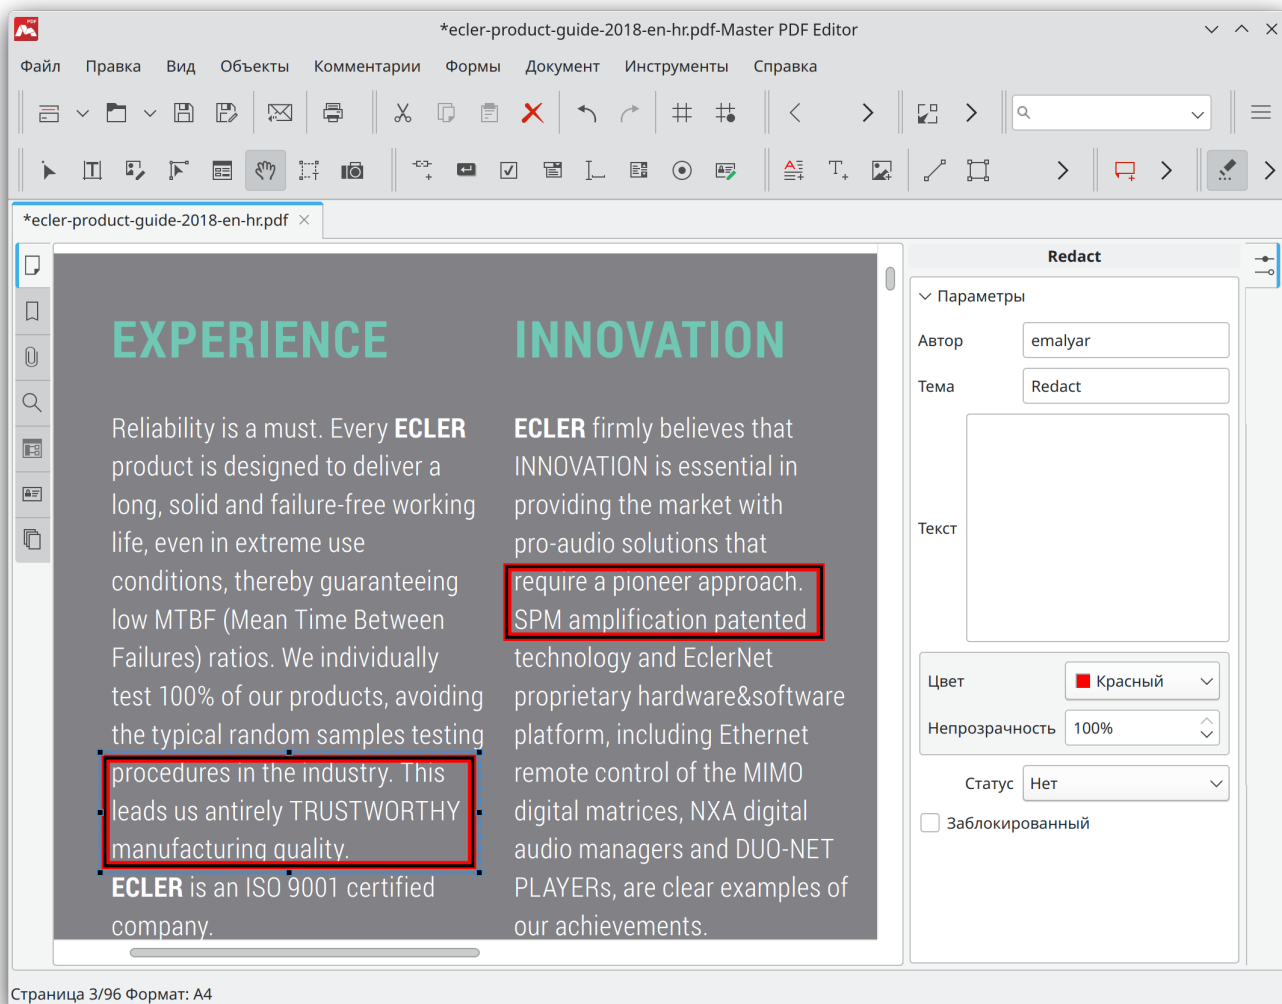 *ecler-product-guide-2018-en-hr.pdf-Master PDF Editor
Файл Правка Вид Объекты Комментарии Формы Документ Инструменты Справка
*ecler-product-guide-2018-en-hr.pdf
EXPERIENCE
Reliability is a must. Every ECLER
product is designed to deliver a
long, solid and failure-free working
life, even in extreme use
conditions, thereby guaranteeing
low MTBF (Mean Time Between
Failures) ratios. We individually
test 100% of our products, avoiding
the typical random samples testing
procedures in the industry. This
leads us antirely TRUSTWORTHY
manufacturing quality.
ECLER is an ISO 9001 certified
company.
INNOVATION
ECLER firmly believes that
INNOVATION is essential in
providing the market with
pro-audio solutions that
require a pioneer approach.
SPM amplification patented
technology and EclerNet
proprietary hardware&software
platform, including Ethernet
remote control of the MIMO
digital matrices, NXA digital
audio managers and DUO-NET
PLAYERs, are clear examples of
our achievements.
Redact
Параметры
Автор emalyar
Тема Redact
Текст
Цвет Красный
Непрозрачность 100%
Статус Нет
Заблокированный
Страница 3/96 Формат: A4